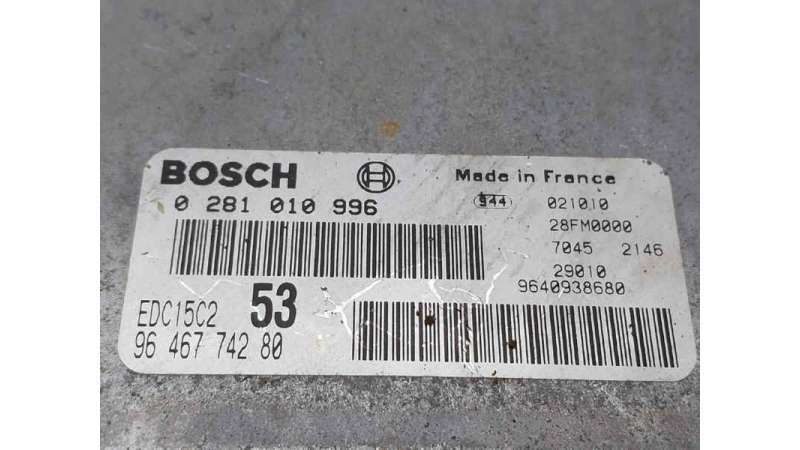 BOSCH
Made in France
0 281 010 996
944
021010
28FM0000
7045 2146
29010
9640938680
EDC15C2
53
96 467 742 80